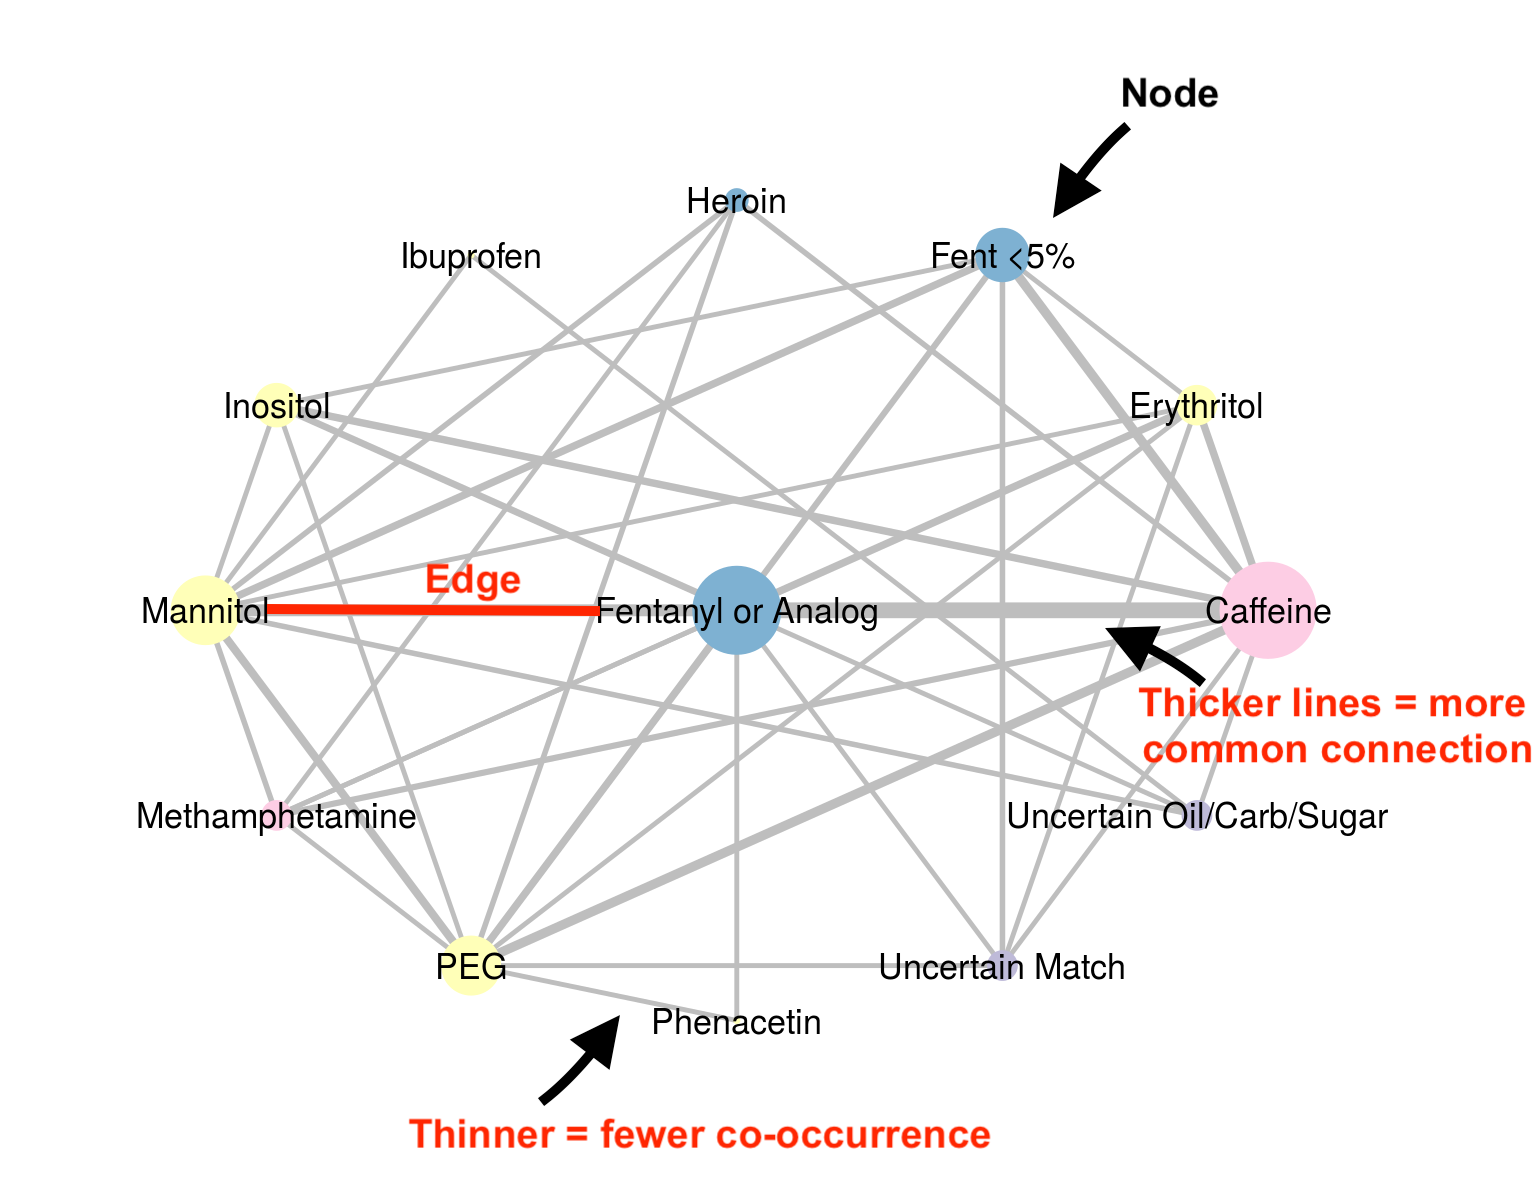 Node
Heroin
Ibuprofen
Fent <5%
Inositol
Erythritol
Edge
Mannitol
Fentanyl or Analog
Caffeine
Thicker lines = more
common connection
Methamphetamine
Uncertain Oil/Carb/Sugar
PEG
Uncertain Match
Phenacetin
Thinner = fewer co-occurrence